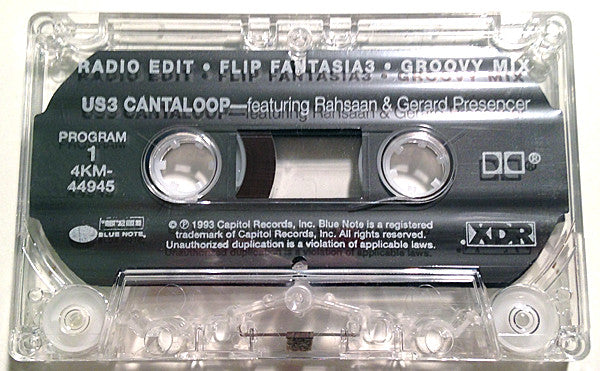 RADIO EDIT • FLIP FANTASIA3 • GROOVY MIX
US3 CANTALOOP—featuring Rahsaan & Gerard Presencer
PROGRAM
1
4KM-
44945
®
BLUE NOTE
© ℗ 1993 Capitol Records, Inc. Blue Note is a registered
trademark of Capitol Records, Inc. All rights reserved.
Unauthorized duplication is a violation of applicable laws.
XDR